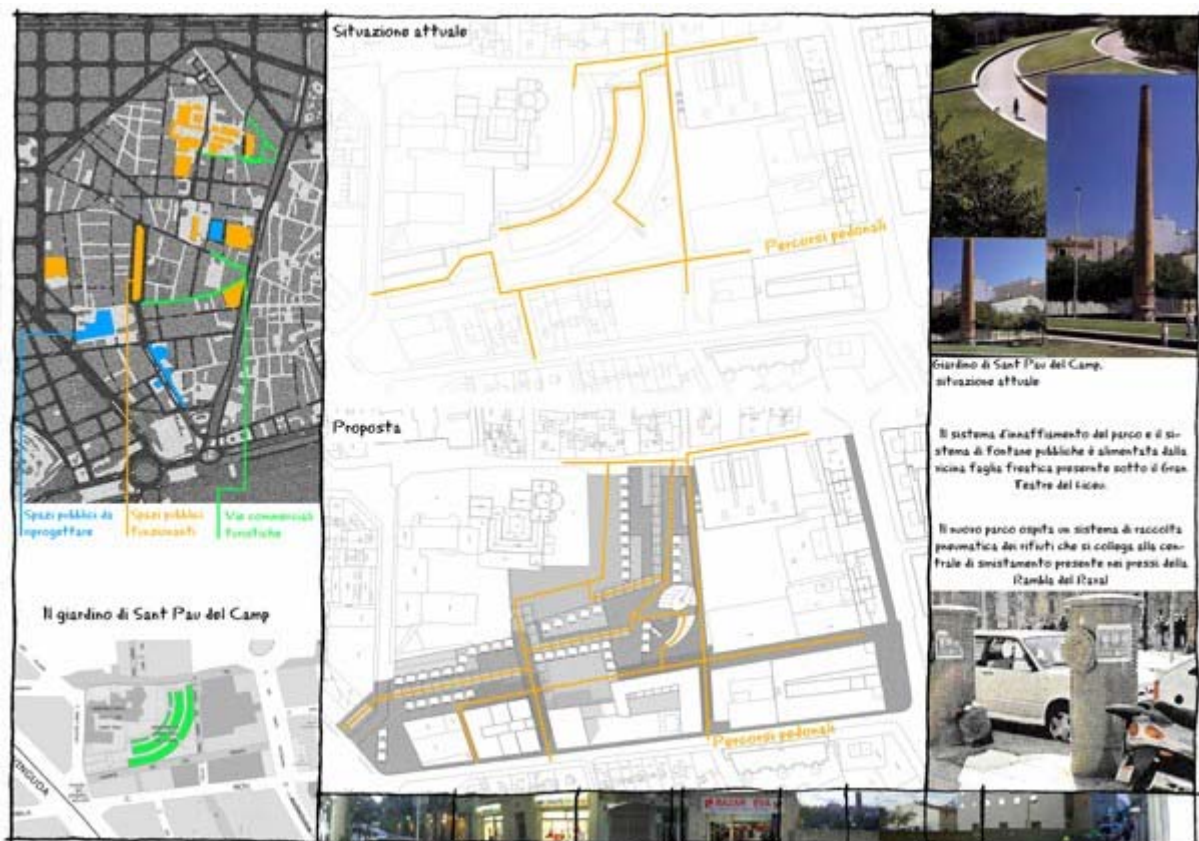 Situazione attuale
Percorsi pedonali
Proposta
Percorsi pedonali
Spazi pubblici da
riprogettare
Spazi pubblici
funzionanti
Vie commerciali
turistiche
Il giardino di Sant Pau del Camp
Giardino di Sant Pau del Camp,
situazione attuale
Il sistema d'innaffiamento del parco e il si-
stema di fontane pubbliche è alimentata dalla
vicina faglia freatica presente sotto il Gran
Teatre del Liceu.
Il nuovo parco ospita un sistema di raccolta
pneumatica dei rifiuti che si collega alla cen-
trale di smistamento presente nei pressi della
Rambla del Raval
BAZAR EVA